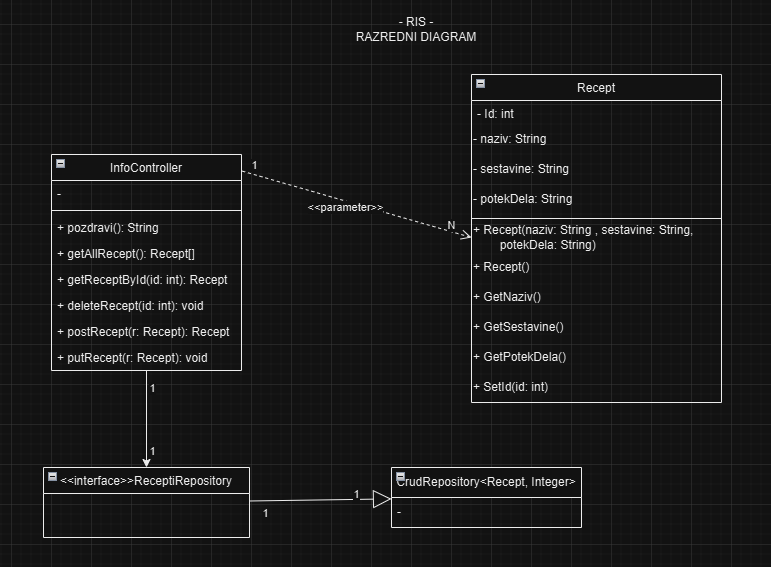 - RIS -
RAZREDNI DIAGRAM
Recept
- Id: int
- naziv: String
- sestavine: String
- potekDela: String
+ Recept(naziv: String , sestavine: String,
potekDela: String)
+ Recept()
+ GetNaziv()
+ GetSestavine()
+ GetPotekDela()
+ SetId(id: int)
InfoController
-
+ pozdravi(): String
+ getAllRecept(): Recept[]
+ getReceptById(id: int): Recept
+ deleteRecept(id: int): void
+ postRecept(r: Recept): Recept
+ putRecept(r: Recept): void
1
<<parameter>>
N
1
1
<<interface>>ReceptiRepository
1
1
CrudRepository<Recept, Integer>
-